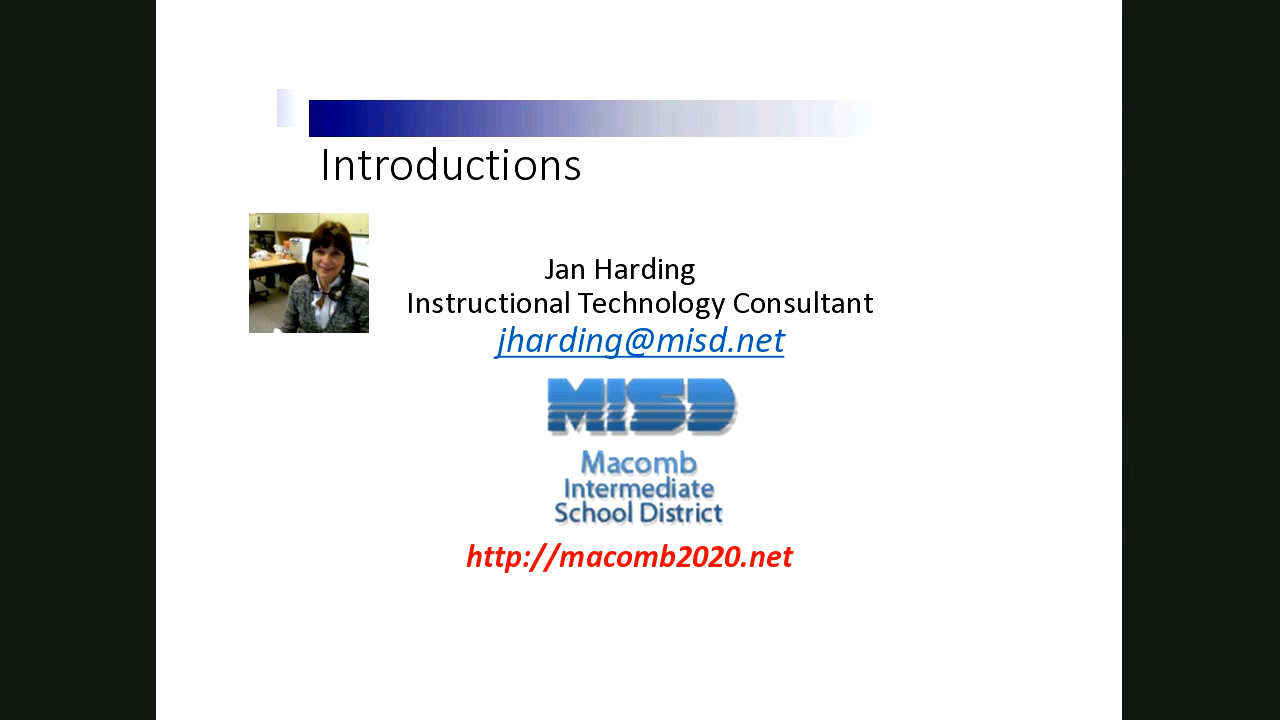 Introductions
Jan Harding
Instructional Technology Consultant
jharding@misd.net
MISD
Macomb
Intermediate
School District
http://macomb2020.net